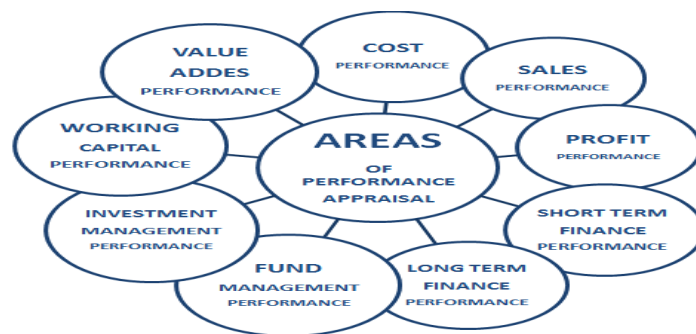 AREAS
OF
PERFORMANCE
APPRAISAL
COST
PERFORMANCE
SALES
PERFORMANCE
PROFIT
PERFORMANCE
SHORT TERM
FINANCE
PERFORMANCE
LONG TERM
FINANCE
PERFORMANCE
FUND
MANAGEMENT
PERFORMANCE
INVESTMENT
MANAGEMENT
PERFORMANCE
WORKING
CAPITAL
PERFORMANCE
VALUE
ADDES
PERFORMANCE